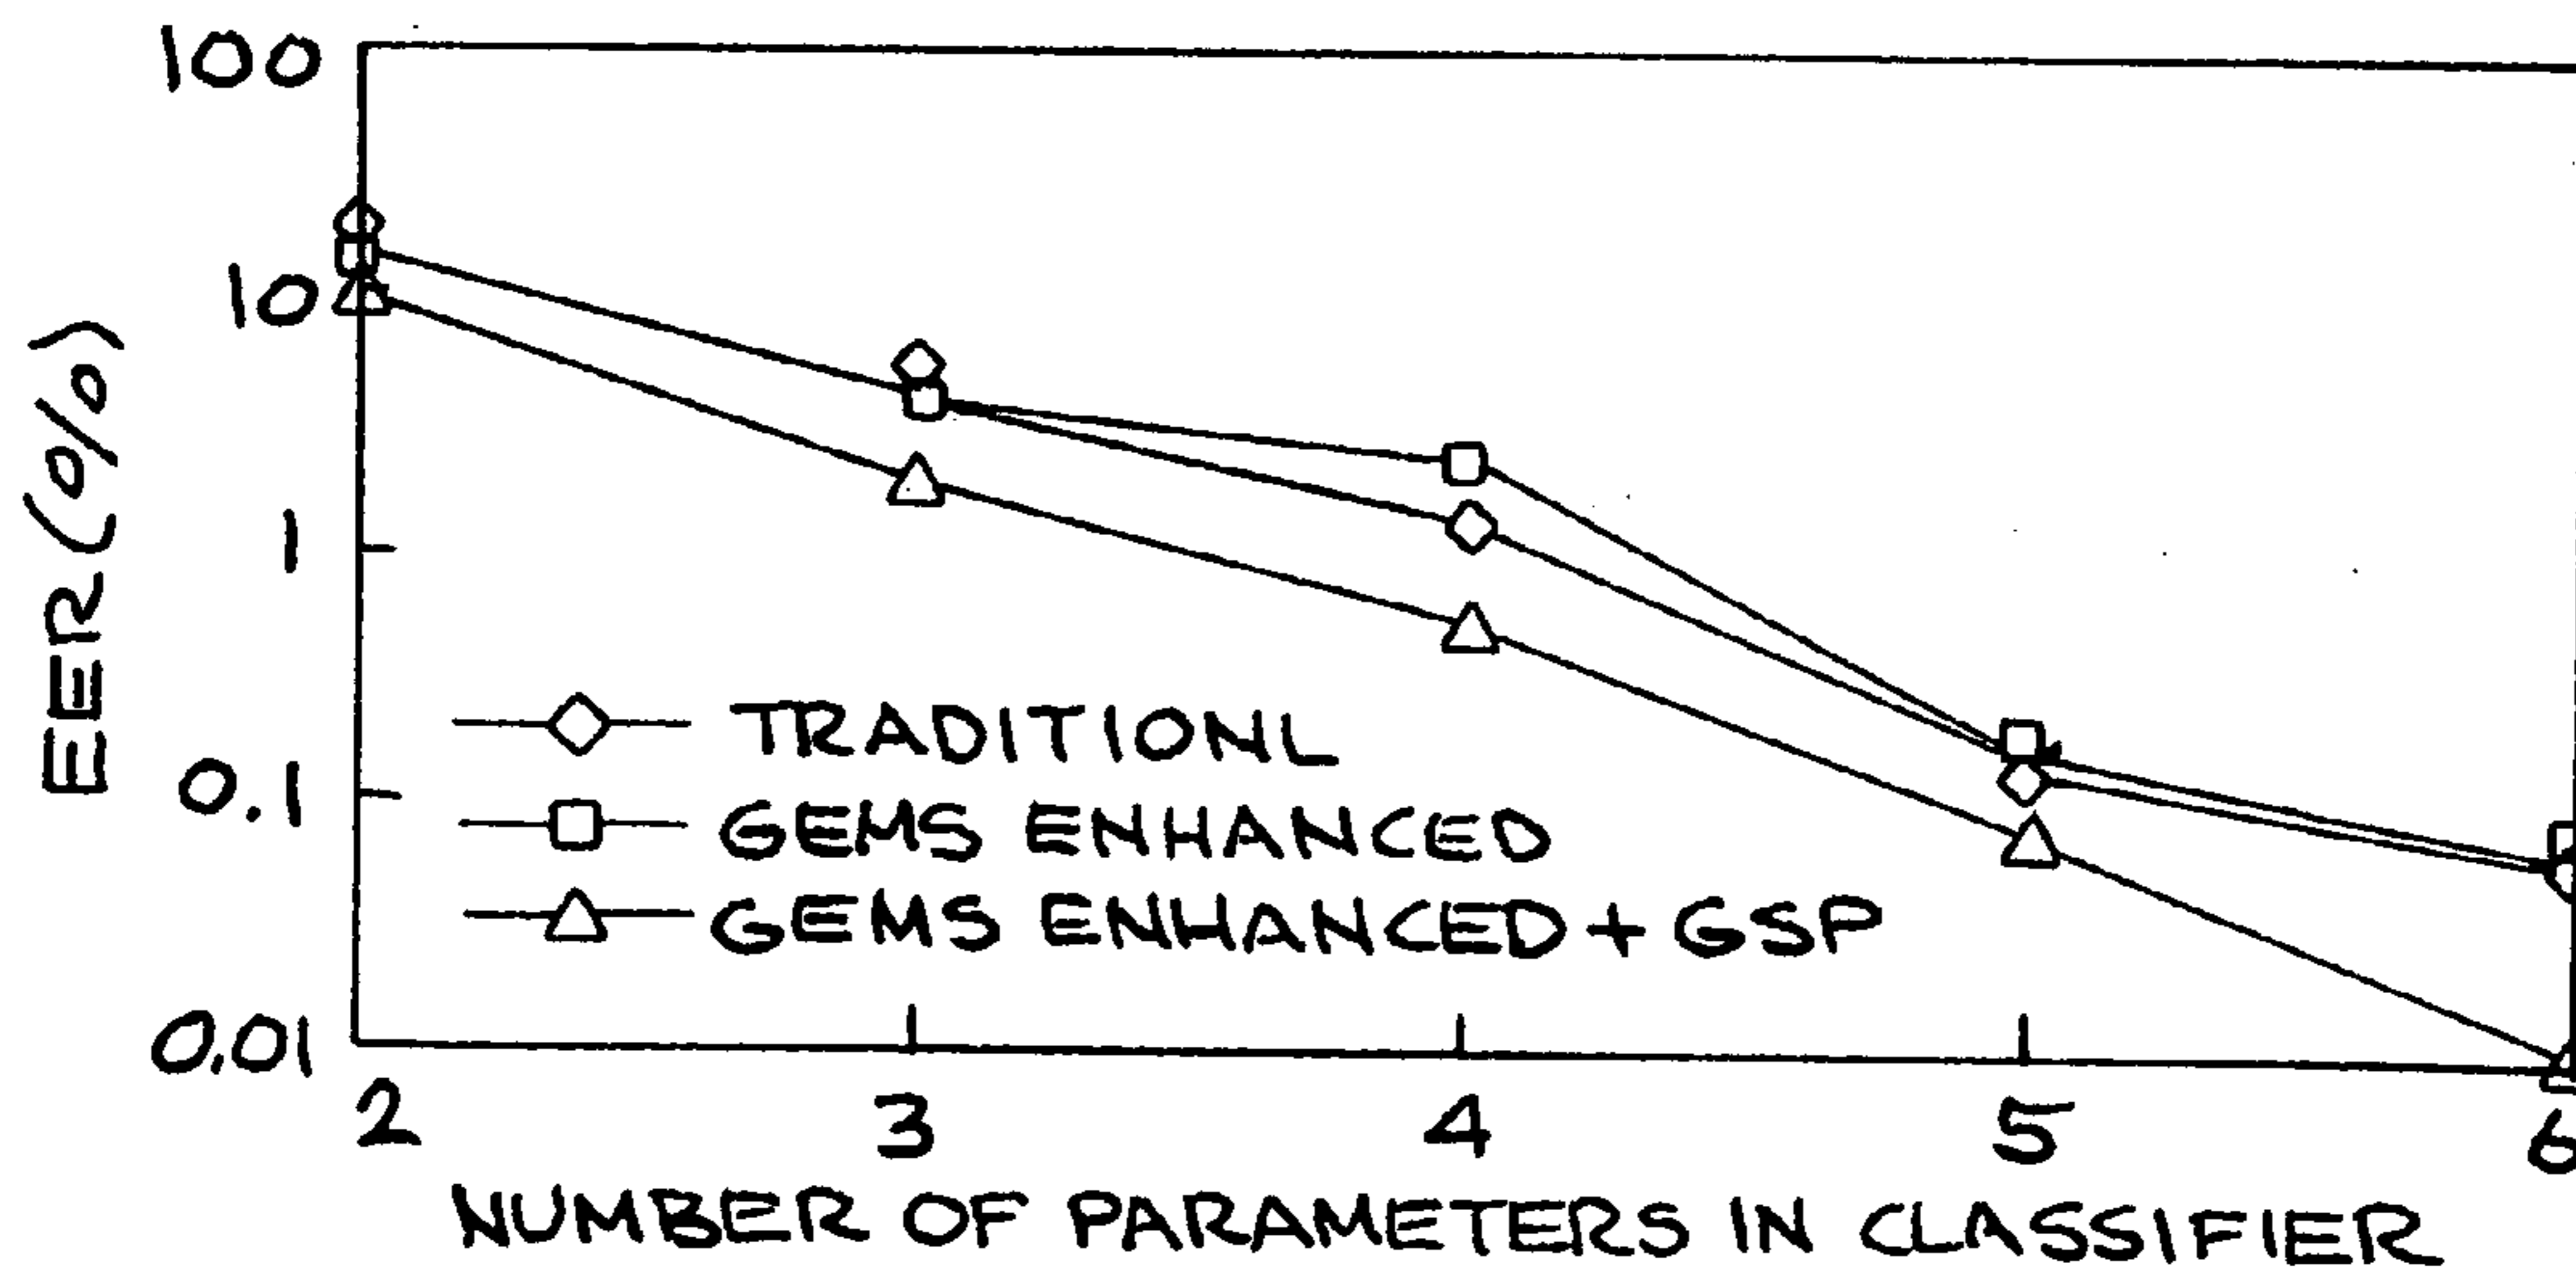 100
10
1
0.1
0.01
EER (%)
TRADITIONL
GEMS ENHANCED
GEMS ENHANCED + GSP
2 3 4 5 6
NUMBER OF PARAMETERS IN CLASSIFIER